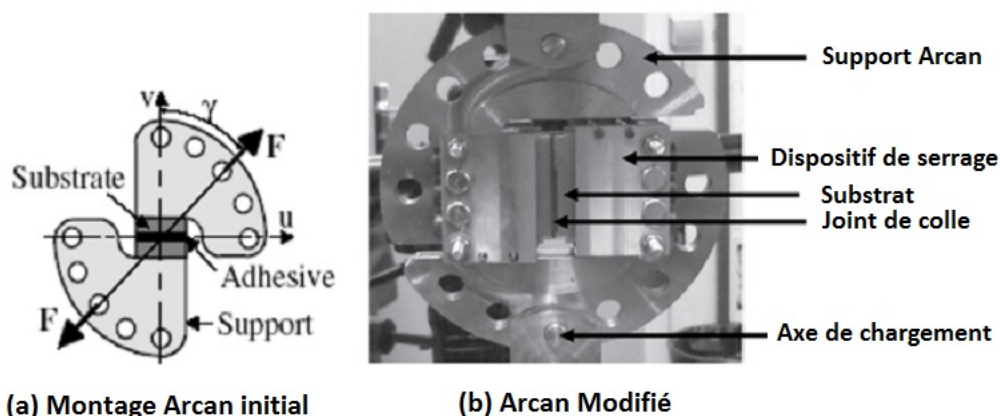 v
γ
F
Substrate
u
Adhesive
F
Support
(a) Montage Arcan initial
Support Arcan
Dispositif de serrage
Substrat
Joint de colle
Axe de chargement
(b) Arcan Modifié